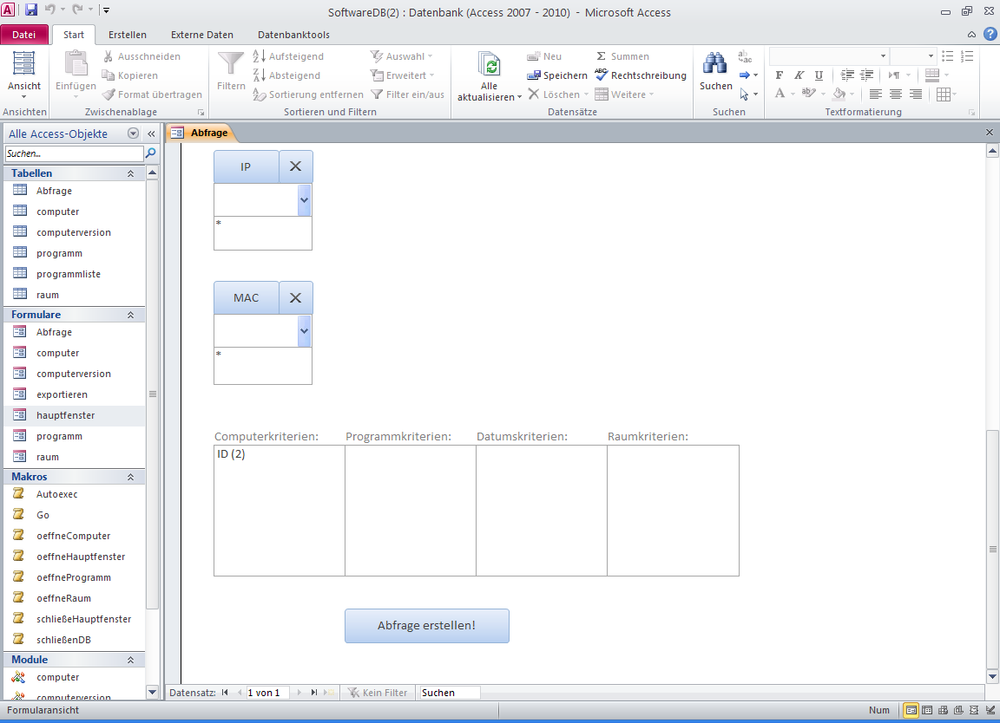 SoftwareDB(2) : Datenbank (Access 2007 - 2010) - Microsoft Access
Datei Start Erstellen Externe Daten Datenbanktools
Ansicht
Ansichten
Einfügen
Ausschneiden
Kopieren
Format übertragen
Zwischenablage
Filtern
Aufsteigend
Absteigend
Sortierung entfernen
Auswahl
Erweitert
Filter ein/aus
Sortieren und Filtern
Alle
aktualisieren
Neu
Speichern
Löschen
Summen
Rechtschreibung
Weitere
Datensätze
Suchen
Suchen
F K U
Textformatierung
Alle Access-Objekte
Suchen...
Tabellen
Abfrage
computer
computerversion
programm
programmliste
raum
Formulare
Abfrage
computer
computerversion
exportieren
hauptfenster
programm
raum
Makros
Autoexec
Go
oeffneComputer
oeffneHauptfenster
oeffneProgramm
oeffneRaum
schließeHauptfenster
schließenDB
Module
computer
computerversion
Abfrage
IP
*
MAC
*
Computerkriterien: Programmkriterien: Datumskriterien: Raumkriterien:
ID (2)
Abfrage erstellen!
Datensatz: 1 von 1 Kein Filter Suchen
Formularansicht Num